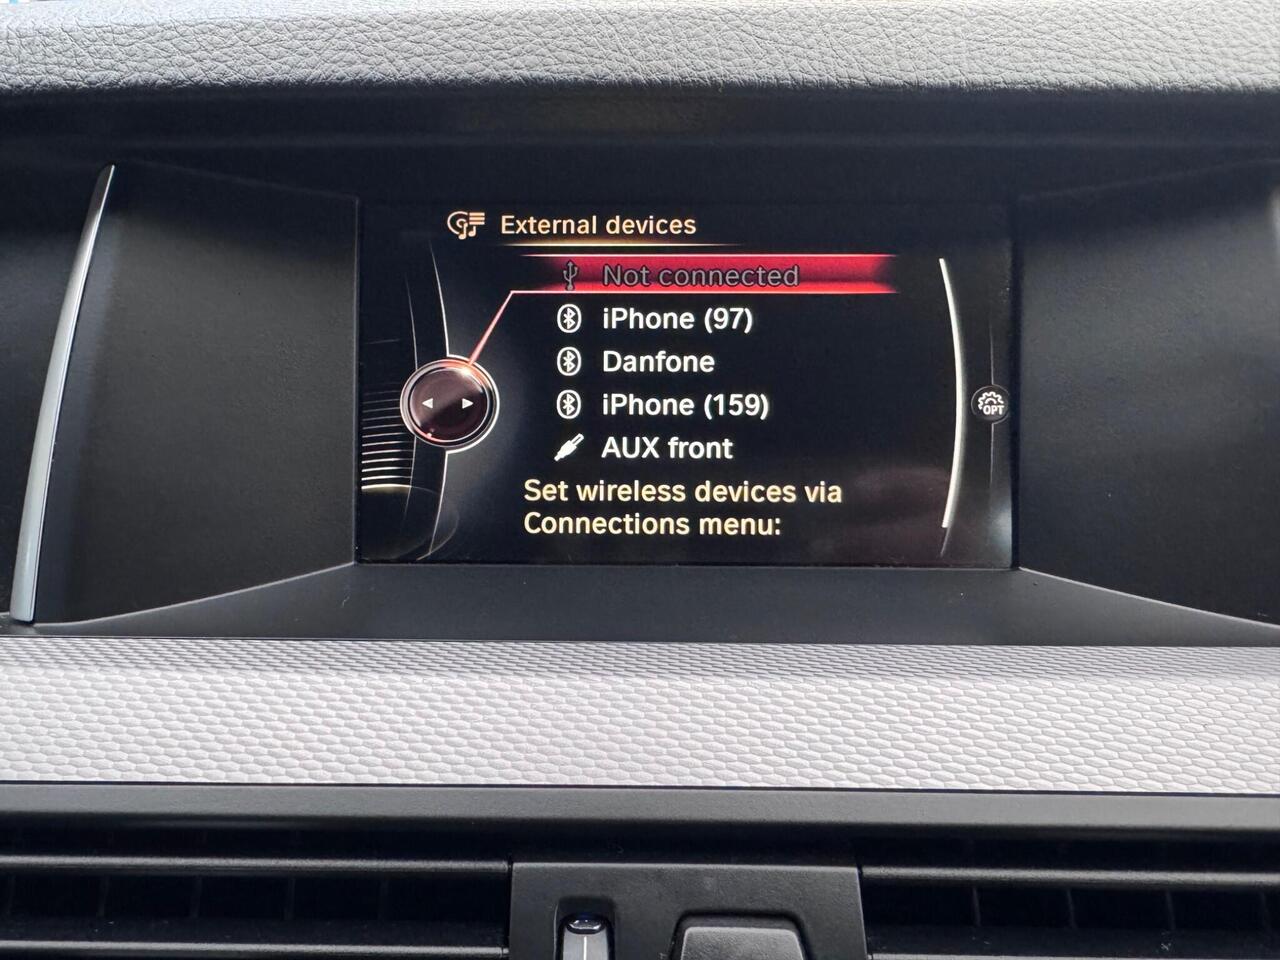 External devices
Not connected
iPhone (97)
Danfone
iPhone (159)
AUX front
OPT
Set wireless devices via
Connections menu: